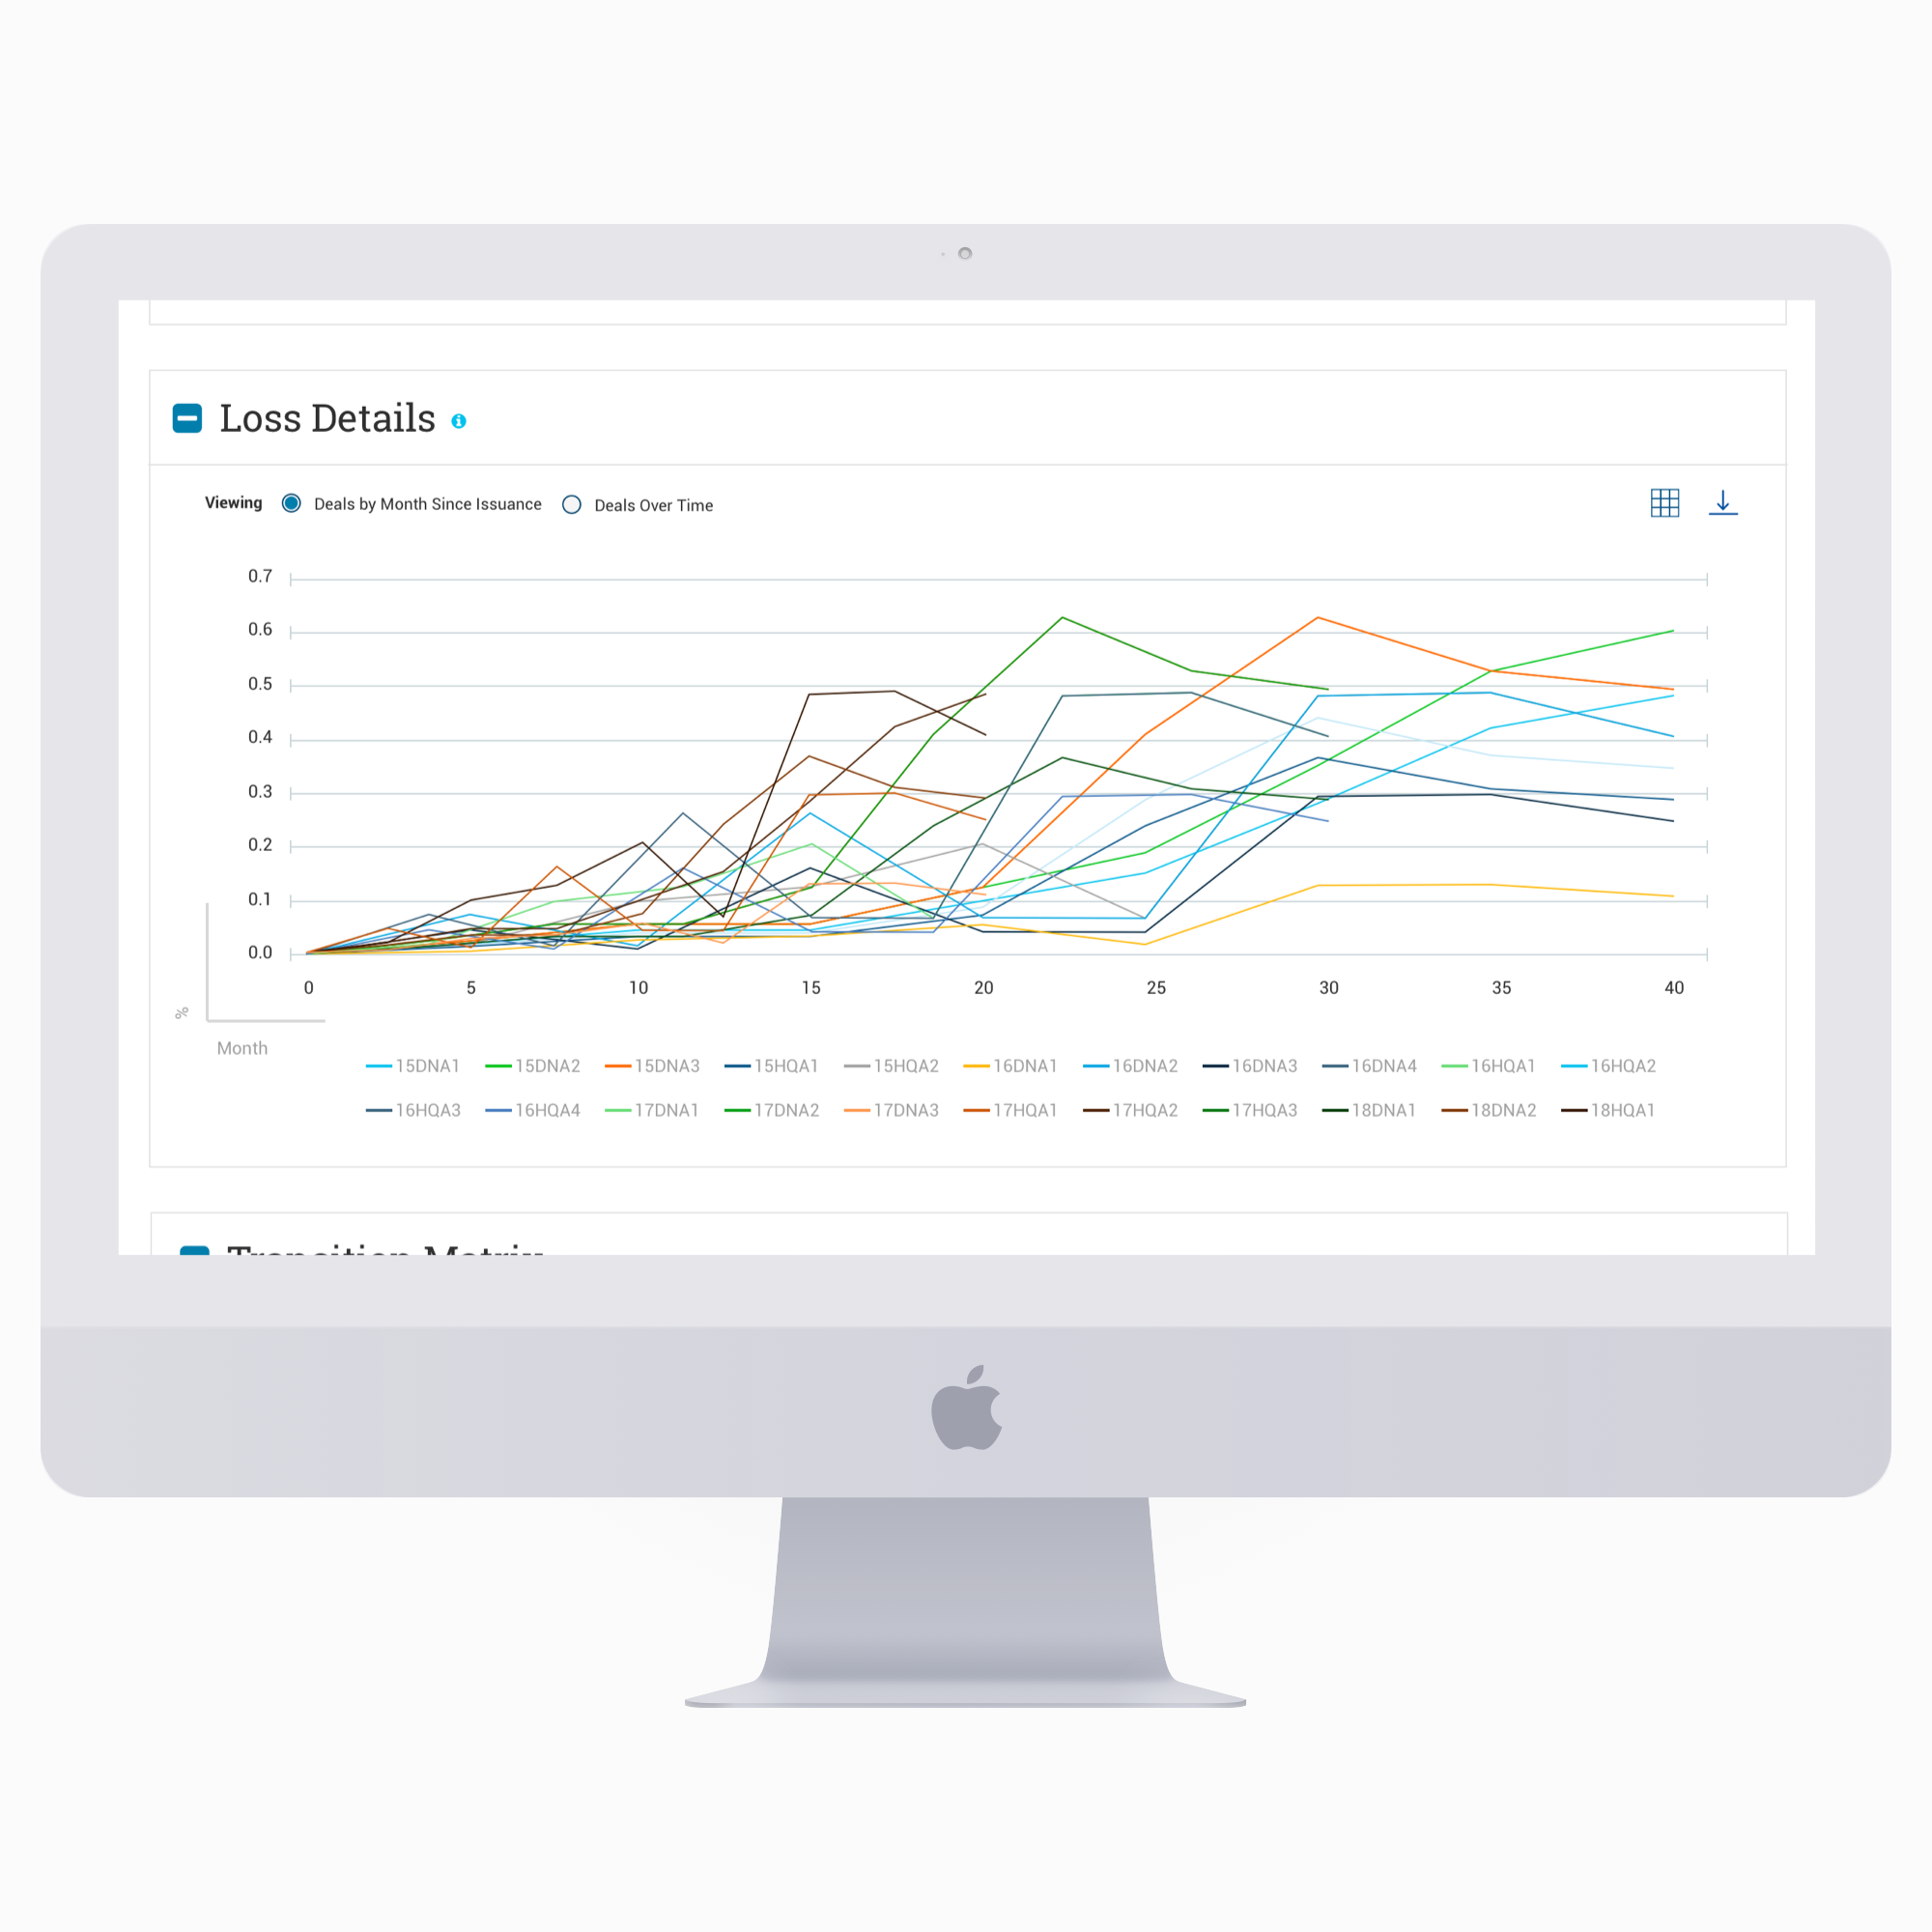 Loss Details
Viewing Deals by Month Since Issuance Deals Over Time
0.7
0.6
0.5
0.4
0.3
0.2
0.1
0.0
0 5 10 15 20 25 30 35 40
%
Month
15DNA1 15DNA2 15DNA3 15HQA1 15HQA2 16DNA1 16DNA2 16DNA3 16DNA4 16HQA1 16HQA2
16HQA3 16HQA4 17DNA1 17DNA2 17DNA3 17HQA1 17HQA2 17HQA3 18DNA1 18DNA2 18HQA1
Transition Matrix